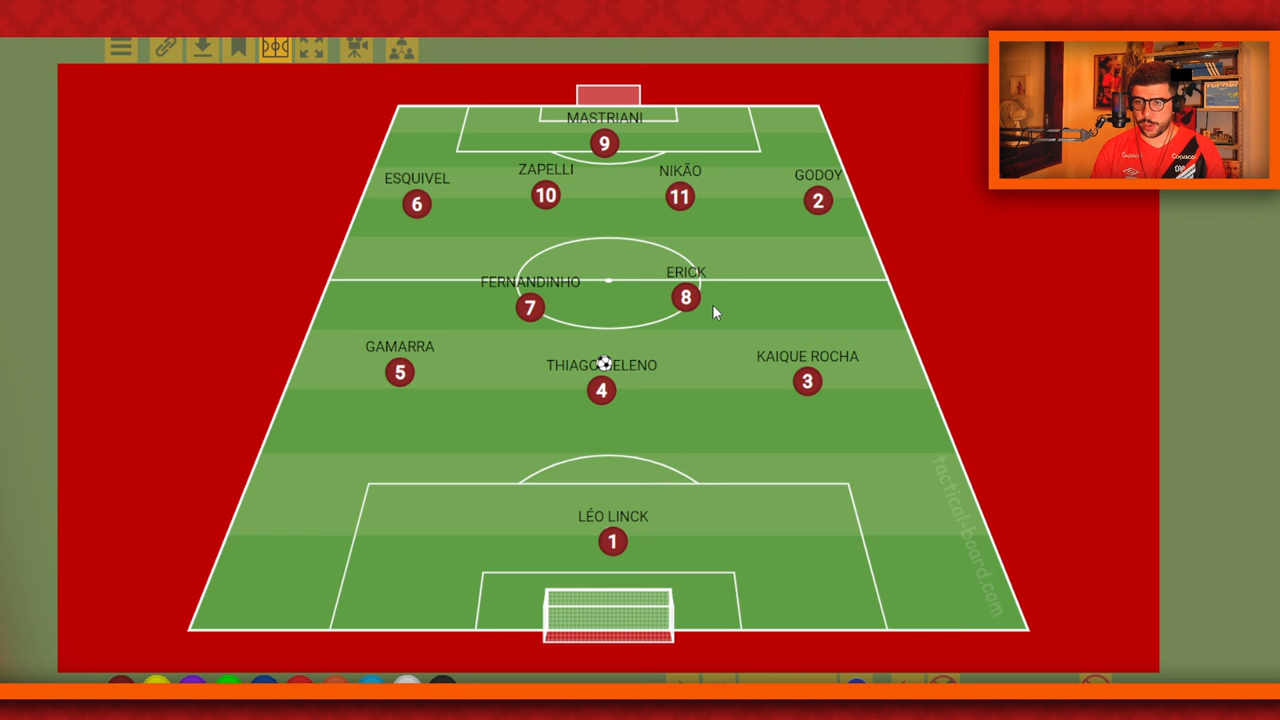 MASTRIANI
9
ESQUIVEL
6
ZAPELLI
10
NIKÃO
11
GODOY
2
FERNANDINHO
7
ERICK
8
GAMARRA
5
THIAGO HELENO
4
KAIQUE ROCHA
3
LÉO LINCK
1
tactical-board.com